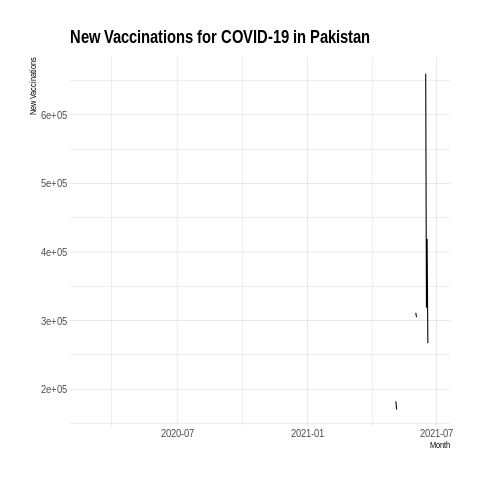 New Vaccinations for COVID-19 in Pakistan
New Vaccinations
6e+05
5e+05
4e+05
3e+05
2e+05
2020-07
2021-01
2021-07
Month